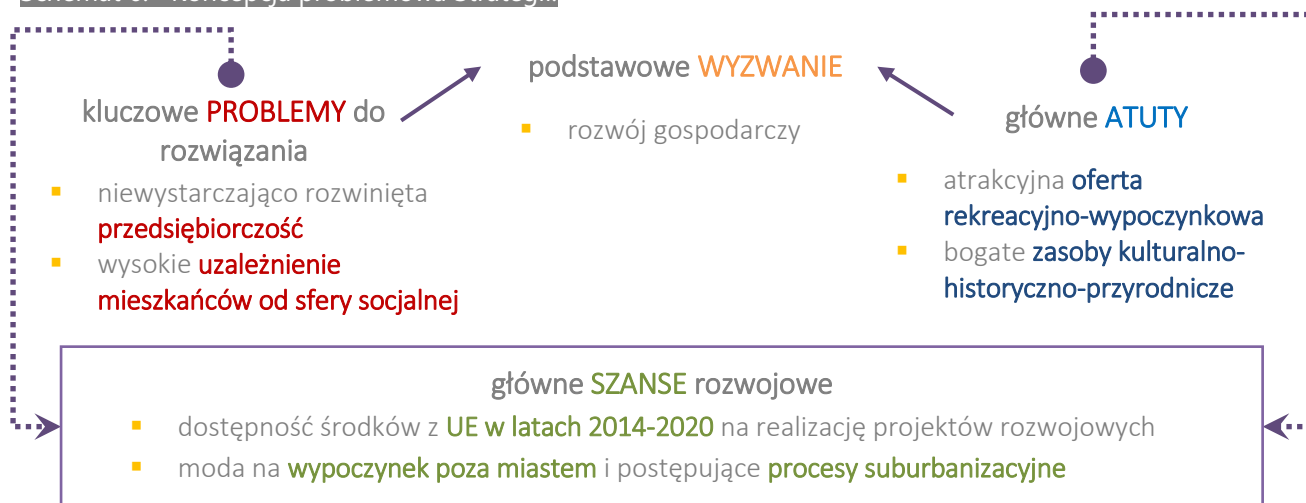 podstawowe WYZWANIE
rozwój gospodarczy
kluczowe PROBLEMY do
rozwiązania
niewystarczająco rozwinięta
przedsiębiorczość
wysokie uzależnienie
mieszkańców od sfery socjalnej
główne ATUTY
atrakcyjna oferta
rekreacyjno-wypoczynkowa
bogate zasoby kulturalno-
historyczno-przyrodnicze
główne SZANSE rozwojowe
dostępność środków z UE w latach 2014-2020 na realizację projektów rozwojowych
moda na wypoczynek poza miastem i postępujące procesy suburbanizacyjne